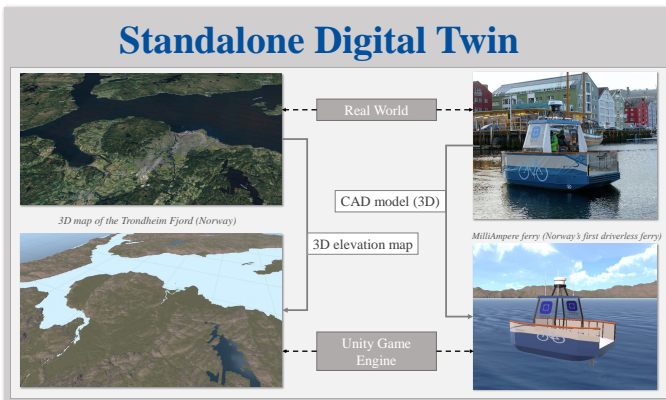 Standalone Digital Twin
Real World
CAD model (3D)
3D map of the Trondheim Fjord (Norway)
MilliAmpere ferry (Norway's first driverless ferry)
3D elevation map
Unity Game
Engine